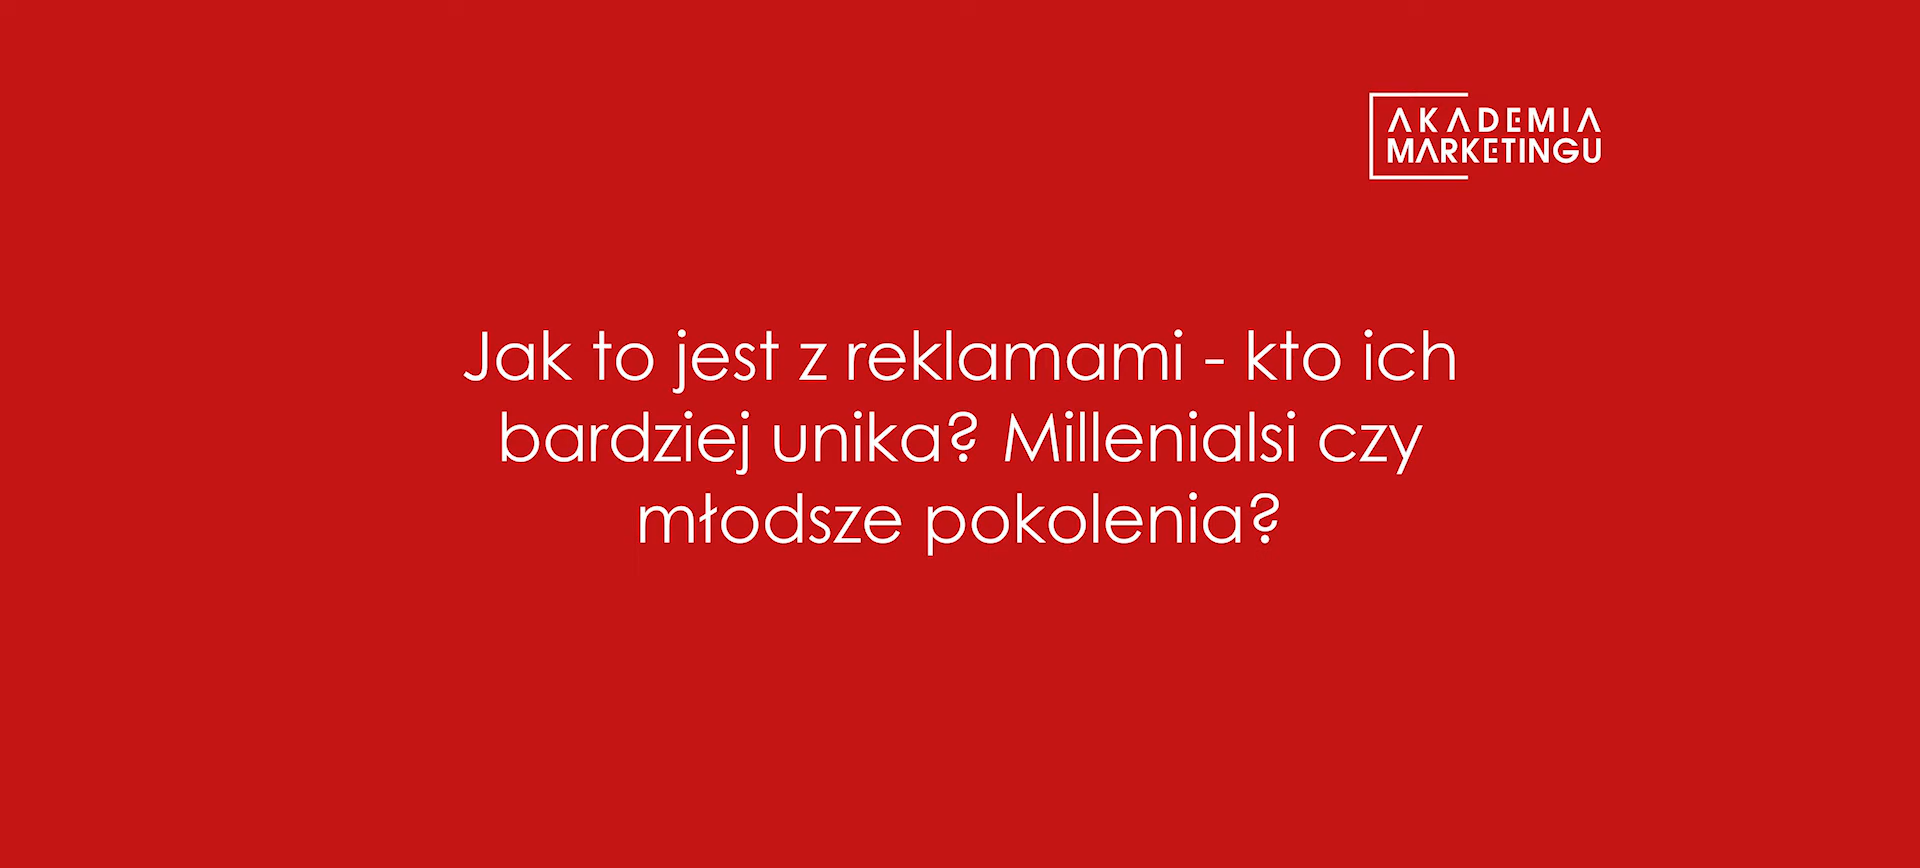 AKADEMIA
MARKETINGU
Jak to jest z reklamami - kto ich
bardziej unika? Millenialsi czy
młodsze pokolenia?